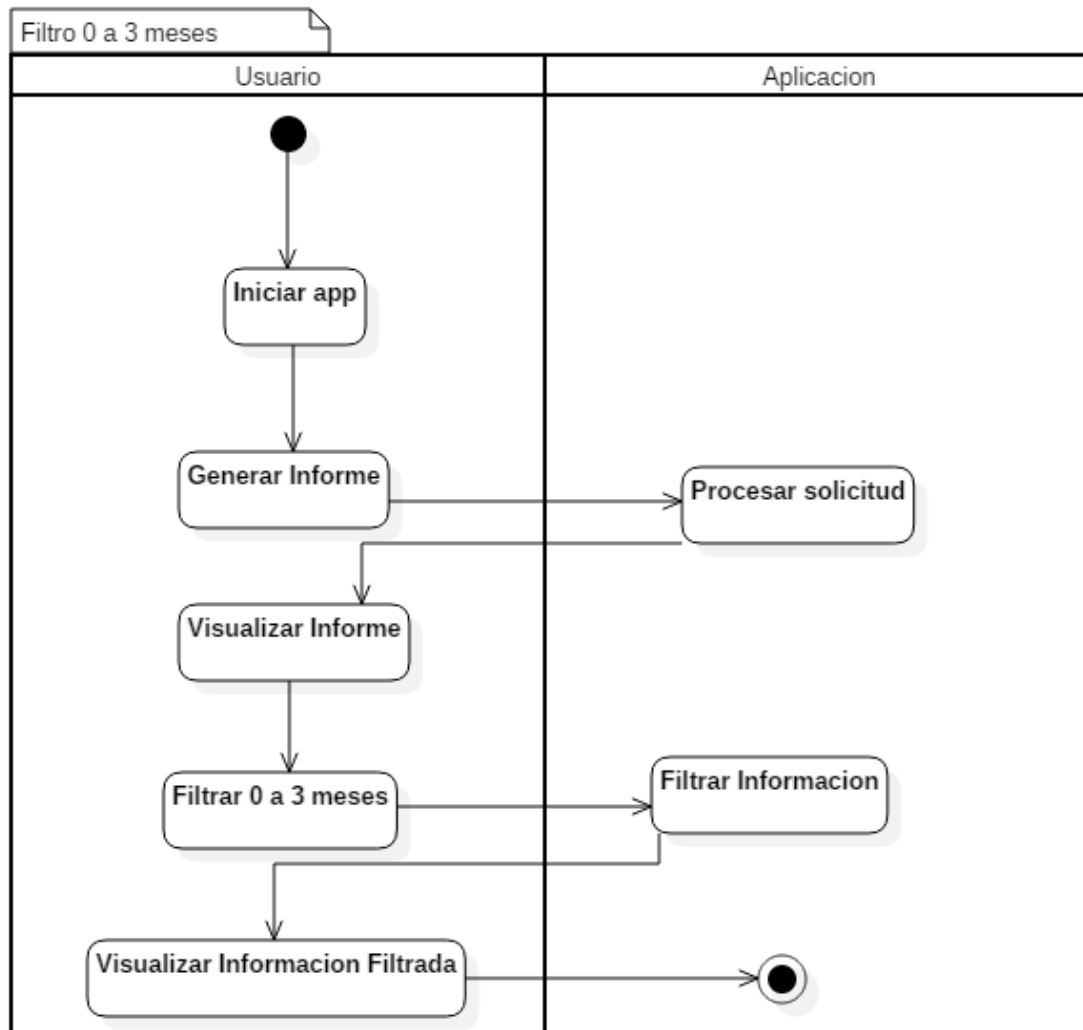 Filtro 0 a 3 meses
Usuario
Aplicacion
Iniciar app
Generar Informe
Procesar solicitud
Visualizar Informe
Filtrar 0 a 3 meses
Filtrar Informacion
Visualizar Informacion Filtrada